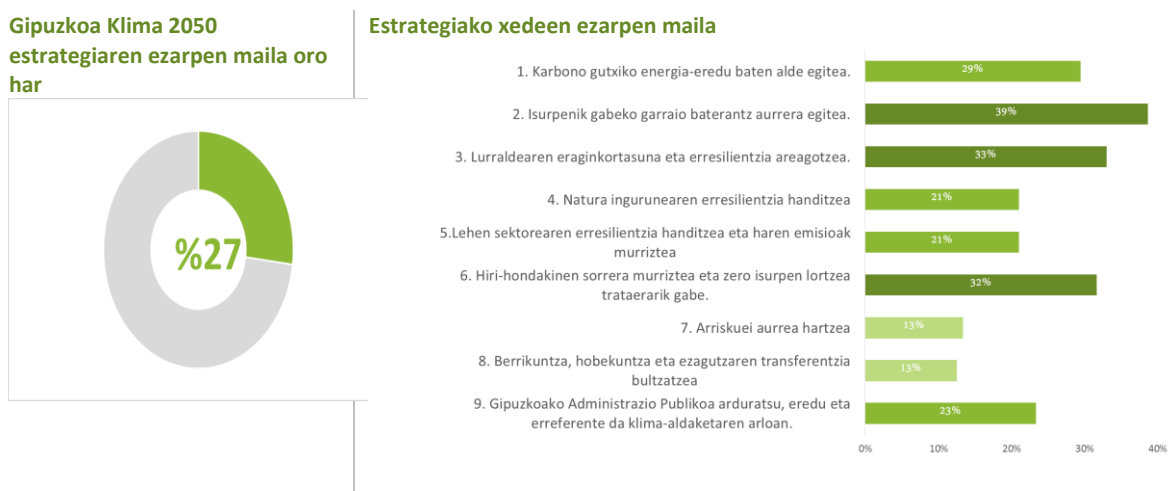 Gipuzkoa Klima 2050
estrategiaren ezarpen maila oro
har
%27
Estrategiako xedeen ezarpen maila
1. Karbono gutxiko energia-eredu baten alde egitea.
29%
2. Isurpenik gabeko garraio baterantz aurrera egitea.
39%
3. Lurraldearen eraginkortasuna eta erresilientzia areagotzea.
33%
4. Natura ingurunearen erresilientzia handitzea
21%
5.Lehen sektorearen erresilientzia handitzea eta haren emisioak
murriztea
21%
6. Hiri-hondakinen sorrera murriztea eta zero isurpen lortzea
trataerarik gabe.
32%
7. Arriskuei aurrea hartzea
13%
8. Berrikuntza, hobekuntza eta ezagutzaren transferentzia
bultzatzea
13%
9. Gipuzkoako Administrazio Publikoa arduratsu, eredu eta
erreferente da klima-aldaketaren arloan.
23%
0% 10% 20% 30% 40%